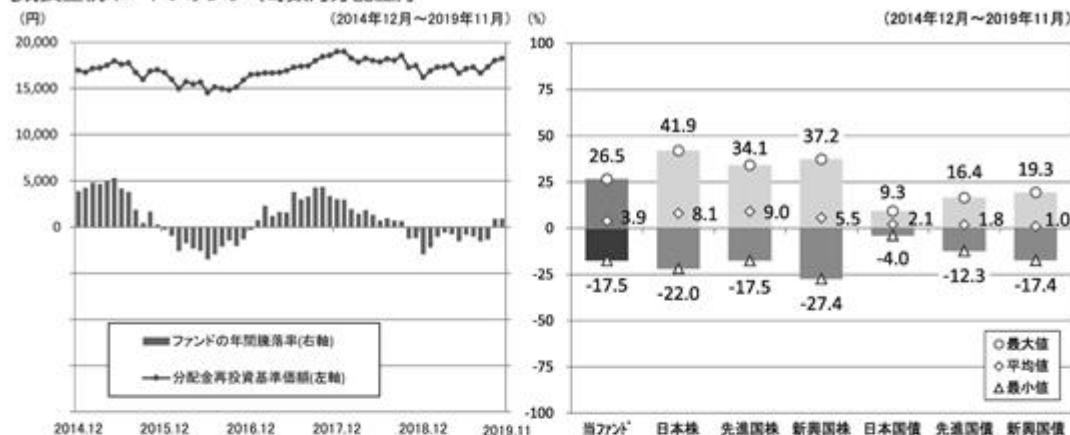 (円)
(2014年12月～2019年11月)
20,000
15,000
10,000
5,000
0
ファンドの年間騰落率(右軸)
分配金再投資基準価額(左軸)
2014.12 2015.12 2016.12 2017.12 2018.12 2019.11
(%)
(2014年12月～2019年11月)
100
75
50
25
0
-25
-50
-75
-100
26.5 41.9 34.1 37.2 9.3 16.4 19.3
3.9 8.1 9.0 5.5 2.1 1.8 1.0
-17.5 -22.0 -17.5 -27.4 -4.0 -12.3 -17.4
最大値
平均値
最小値
当ファンド 日本株 先進国株 新興国株 日本国債 先進国債 新興国債